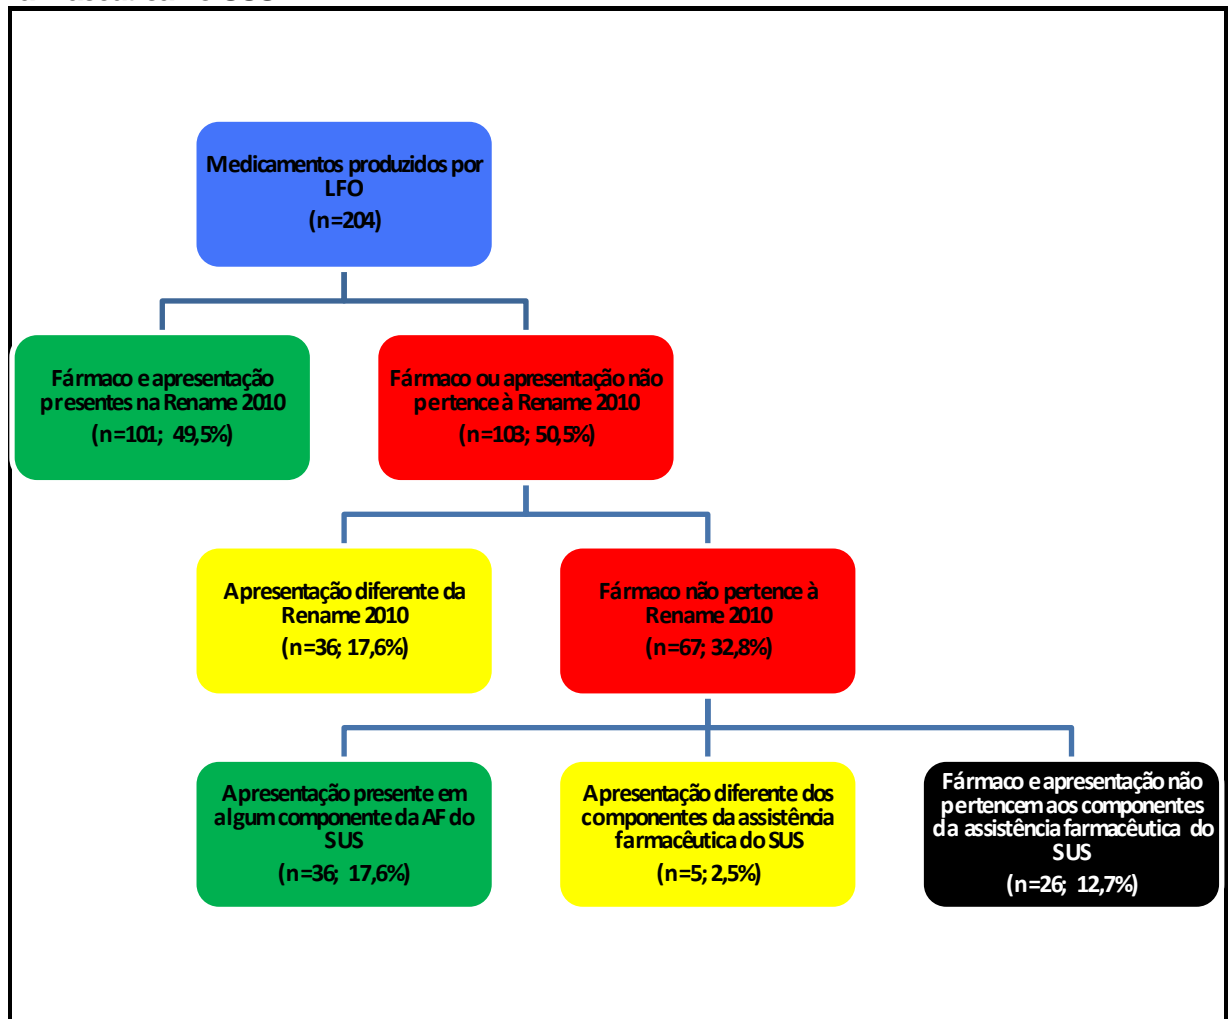 Medicamentos produzidos por
LFO
(n=204)
Fármaco e apresentação
presentes na Rename 2010
(n=101; 49,5%)
Fármaco ou apresentação não
pertence à Rename 2010
(n=103; 50,5%)
Apresentação diferente da
Rename 2010
(n=36; 17,6%)
Fármaco não pertence à
Rename 2010
(n=67; 32,8%)
Apresentação presente em
algum componente da AF do
SUS
(n=36; 17,6%)
Apresentação diferente dos
componentes da assistência
farmacêutica do SUS
(n=5; 2,5%)
Fármaco e apresentação não
pertencem aos componentes
da assistência farmacêutica do
SUS
(n=26; 12,7%)